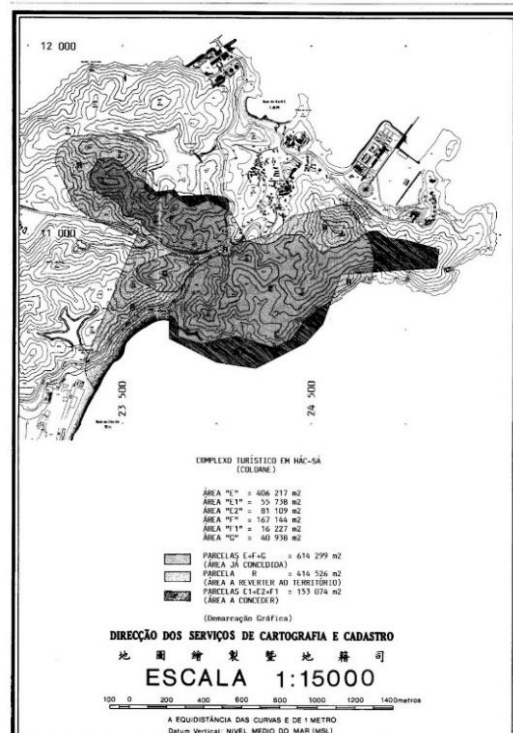 12 000
11 000
23 500
24 500
COMPLEXO TURÍSTICO EM HÁC-SÁ
(COLOANE)
ÁREA "E" = 406 217 m2
ÁREA "E1" = 55 738 m2
ÁREA "E2" = 81 109 m2
ÁREA "F" = 167 144 m2
ÁREA "F1" = 16 227 m2
ÁREA "G" = 40 938 m2
PARCELAS E+F+G = 614 299 m2
(ÁREA JÁ CONCEDIDA)
PARCELA R = 414 526 m2
(ÁREA A REVERTER AO TERRITÓRIO)
PARCELAS E1+E2+F1 = 153 074 m2
(ÁREA A CONCEDER)
(Demarcação Gráfica)
DIRECÇÃO DOS SERVIÇOS DE CARTOGRAFIA E CADASTRO
地 圖 繪 製 暨 地 籍 司
ESCALA 1:15000
100 0 200 400 600 800 1000 1200 1400metros
A EQUIDISTÂNCIA DAS CURVAS E DE 1 METRO
Datum Vertical: NIVEL MEDIO DO MAR (MSL)